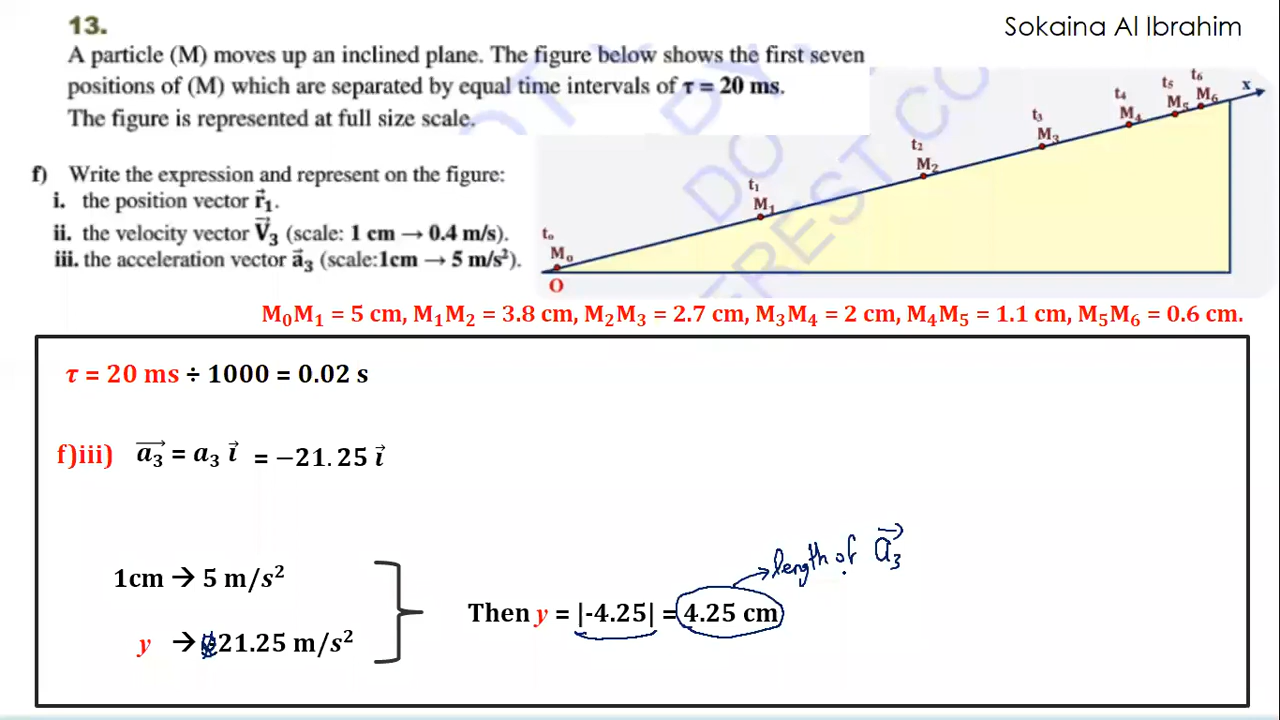 13.
Sokaina Al Ibrahim
A particle (M) moves up an inclined plane. The figure below shows the first seven
positions of (M) which are separated by equal time intervals of τ = 20 ms.
The figure is represented at full size scale.
f) Write the expression and represent on the figure:
i. the position vector r⃗₁.
ii. the velocity vector V⃗₃ (scale: 1 cm → 0.4 m/s).
iii. the acceleration vector a⃗₃ (scale:1cm → 5 m/s²).
t₀ t₁ t₂ t₃ t₄ t₅ t₆ x
M₀ M₁ M₂ M₃ M₄ M₅ M₆
O
M₀M₁ = 5 cm, M₁M₂ = 3.8 cm, M₂M₃ = 2.7 cm, M₃M₄ = 2 cm, M₄M₅ = 1.1 cm, M₅M₆ = 0.6 cm.
τ = 20 ms ÷ 1000 = 0.02 s
f)iii) a₃⃗ = a₃ i⃗ = −21.25 i⃗
length of a₃⃗
1cm → 5 m/s²
Then y = |-4.25| = 4.25 cm
y → 21.25 m/s²